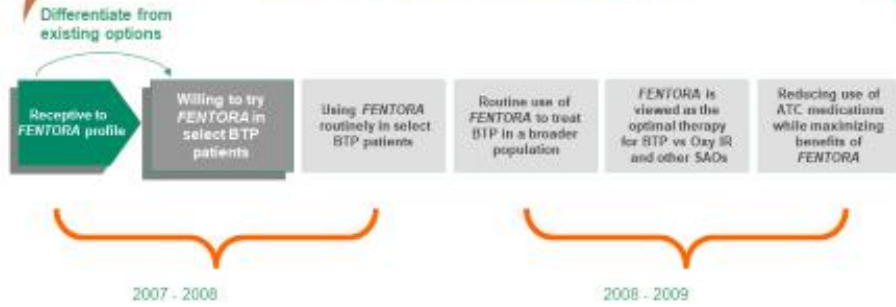 Differentiate from
existing options
Receptive to
FENTORA profile
Willing to try
FENTORA in
select BTP
patients
Using FENTORA
routinely in select
BTP patients
Routine use of
FENTORA to treat
BTP in a broader
population
FENTORA is
viewed as the
optimal therapy
for BTP vs Oxy IR
and other SAOs
Reducing use of
ATC medications
while maximizing
benefits of
FENTORA
2007 - 2008
2008 - 2009